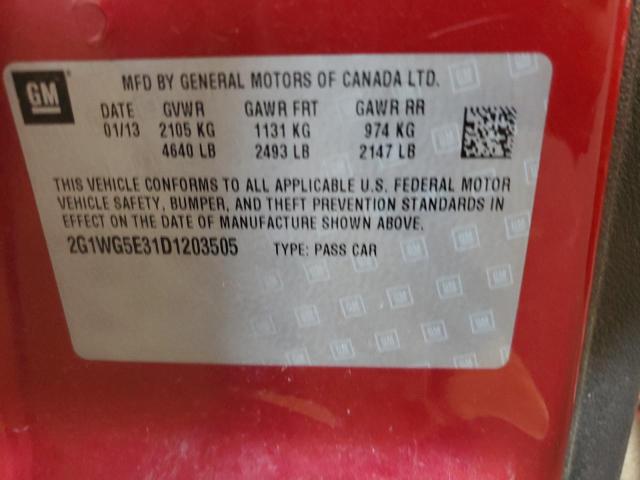 GM
MFD BY GENERAL MOTORS OF CANADA LTD.
DATE GVWR GAWR FRT GAWR RR
01/13 2105 KG 1131 KG 974 KG
4640 LB 2493 LB 2147 LB
THIS VEHICLE CONFORMS TO ALL APPLICABLE U.S. FEDERAL MOTOR
VEHICLE SAFETY, BUMPER, AND THEFT PREVENTION STANDARDS IN
EFFECT ON THE DATE OF MANUFACTURE SHOWN ABOVE.
2G1WG5E31D1203505 TYPE: PASS CAR